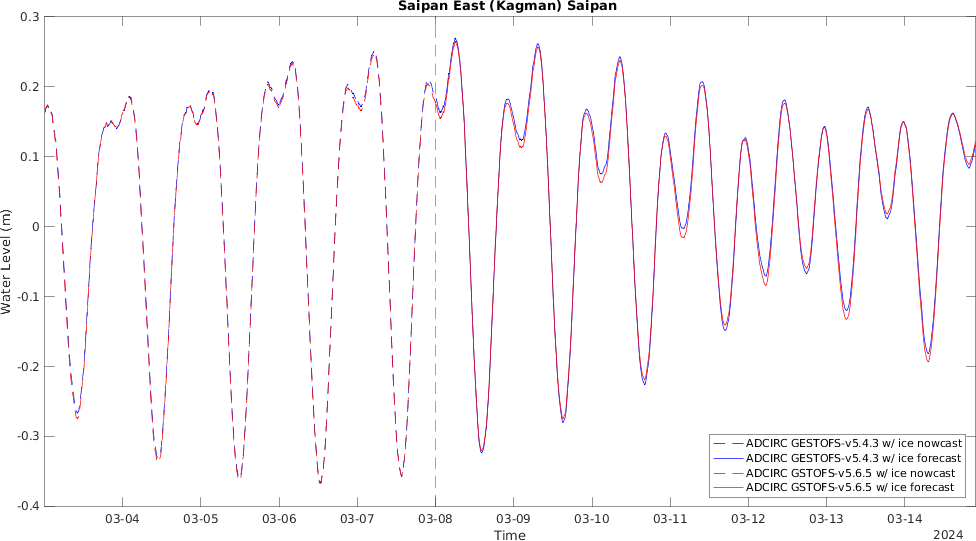 Saipan East (Kagman) Saipan
0.3
0.2
0.1
0
-0.1
-0.2
-0.3
-0.4
Water Level (m)
ADCIRC GESTOFS-v5.4.3 w/ ice nowcast
ADCIRC GESTOFS-v5.4.3 w/ ice forecast
ADCIRC GSTOFS-v5.6.5 w/ ice nowcast
ADCIRC GSTOFS-v5.6.5 w/ ice forecast
03-04 03-05 03-06 03-07 03-08 03-09 03-10 03-11 03-12 03-13 03-14
Time
2024